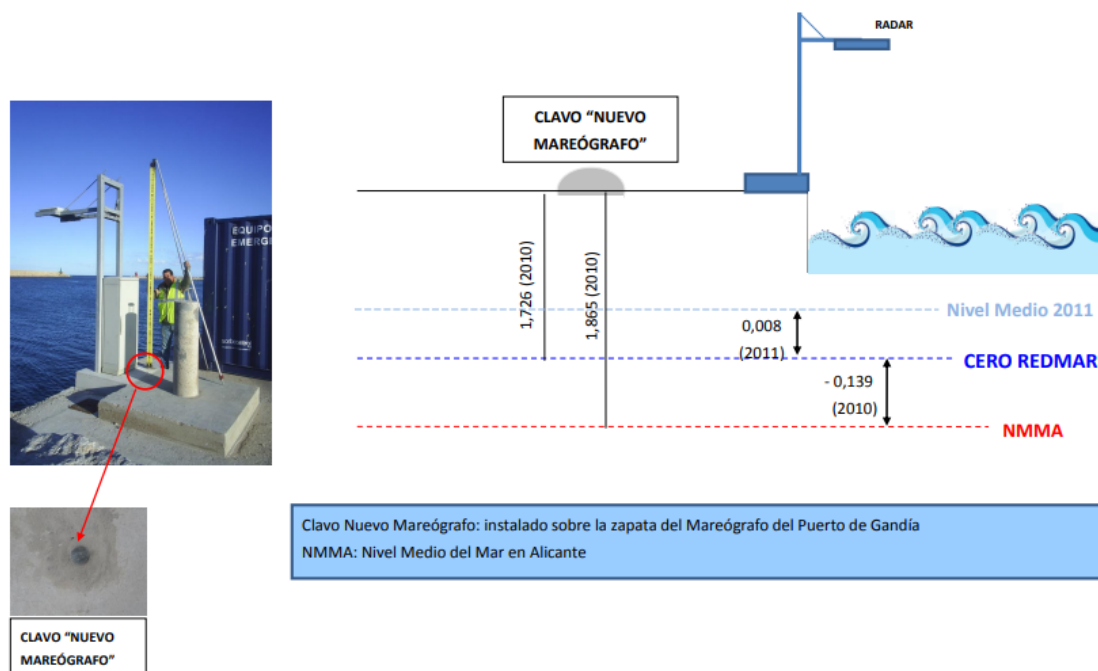 RADAR
CLAVO “NUEVO
MAREÓGRAFO”
EQUIPO
EMERGE
1,726 (2010)
1,865 (2010)
Nivel Medio 2011
0,008
(2011)
CERO REDMAR
- 0,139
(2010)
NMMA
Clavo Nuevo Mareógrafo: instalado sobre la zapata del Mareógrafo del Puerto de Gandía
NMMA: Nivel Medio del Mar en Alicante
CLAVO “NUEVO
MAREÓGRAFO”